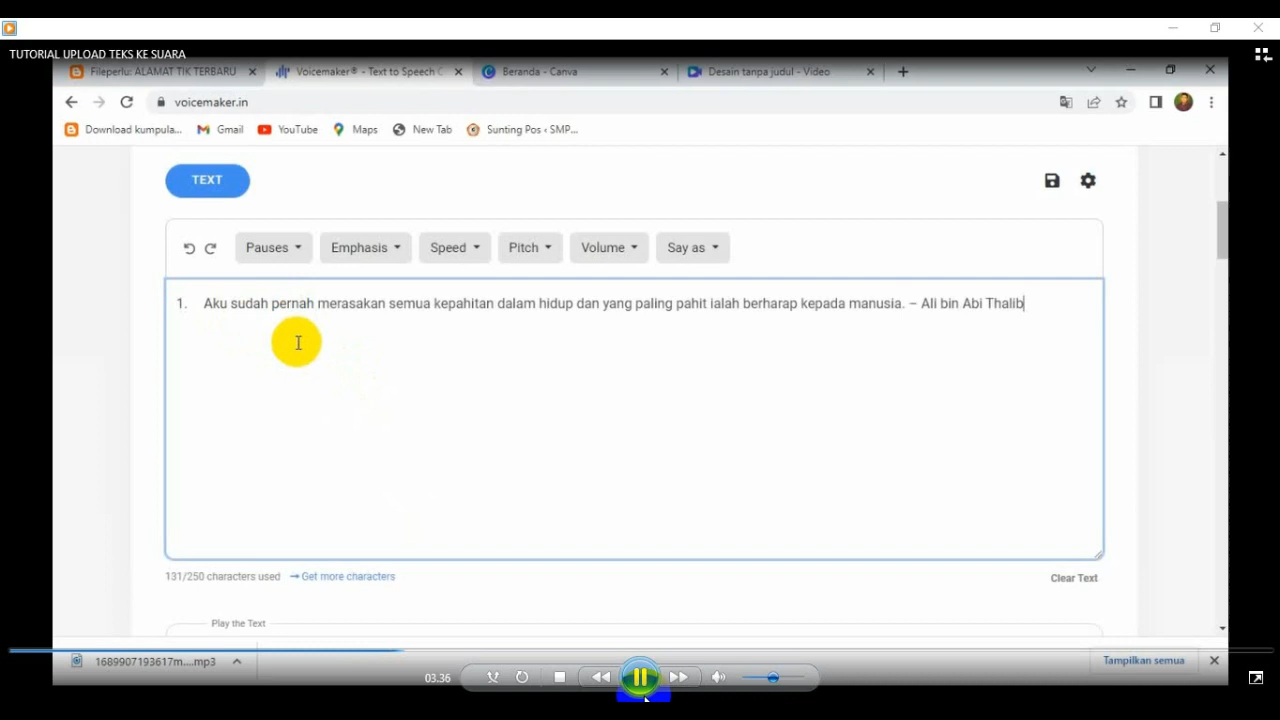 TUTORIAL UPLOAD TEKS KE SUARA
Fileperlu: ALAMAT TIK TERBARU
Voicemaker® - Text to Speech C
Beranda - Canva
Desain tanpa judul - Video
voicemaker.in
Download kumpula...
Gmail
YouTube
Maps
New Tab
Sunting Pos ‹ SMP...
TEXT
Pauses
Emphasis
Speed
Pitch
Volume
Say as
1. Aku sudah pernah merasakan semua kepahitan dalam hidup dan yang paling pahit ialah berharap kepada manusia. – Ali bin Abi Thalib
131/250 characters used
→ Get more characters
Clear Text
Play the Text
1689907193617m....mp3
Tampilkan semua
03.36